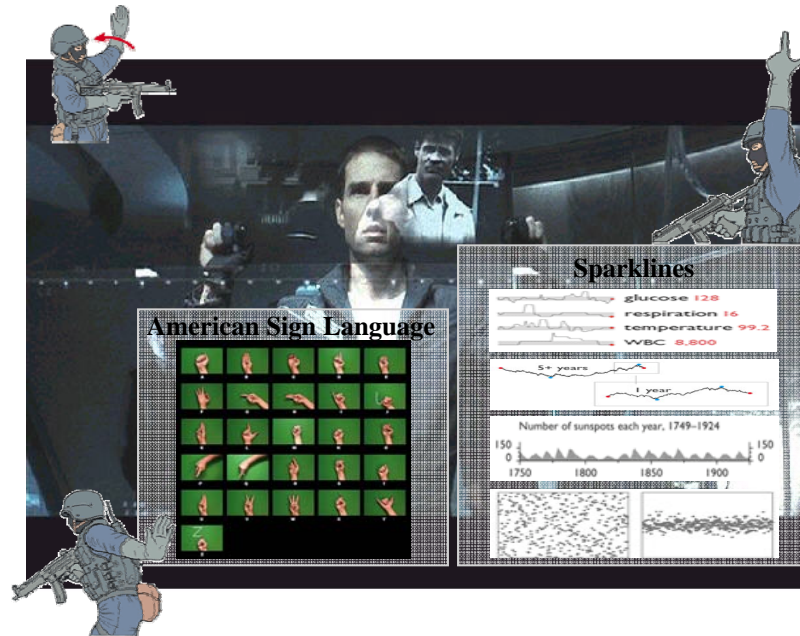 Sparklines
glucose 128
respiration 16
temperature 99.2
WBC 8,800
American Sign Language
5+ years
1 year
Number of sunspots each year, 1749–1924
150 150
0 0
1750 1800 1850 1900
Z